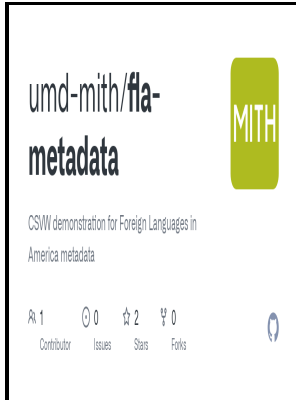 umd-mith/fla-
MITH
metadata
CSVW demonstration for Foreign Languages in
America metadata
1 0 2 0
Contributor Issues Stars Forks